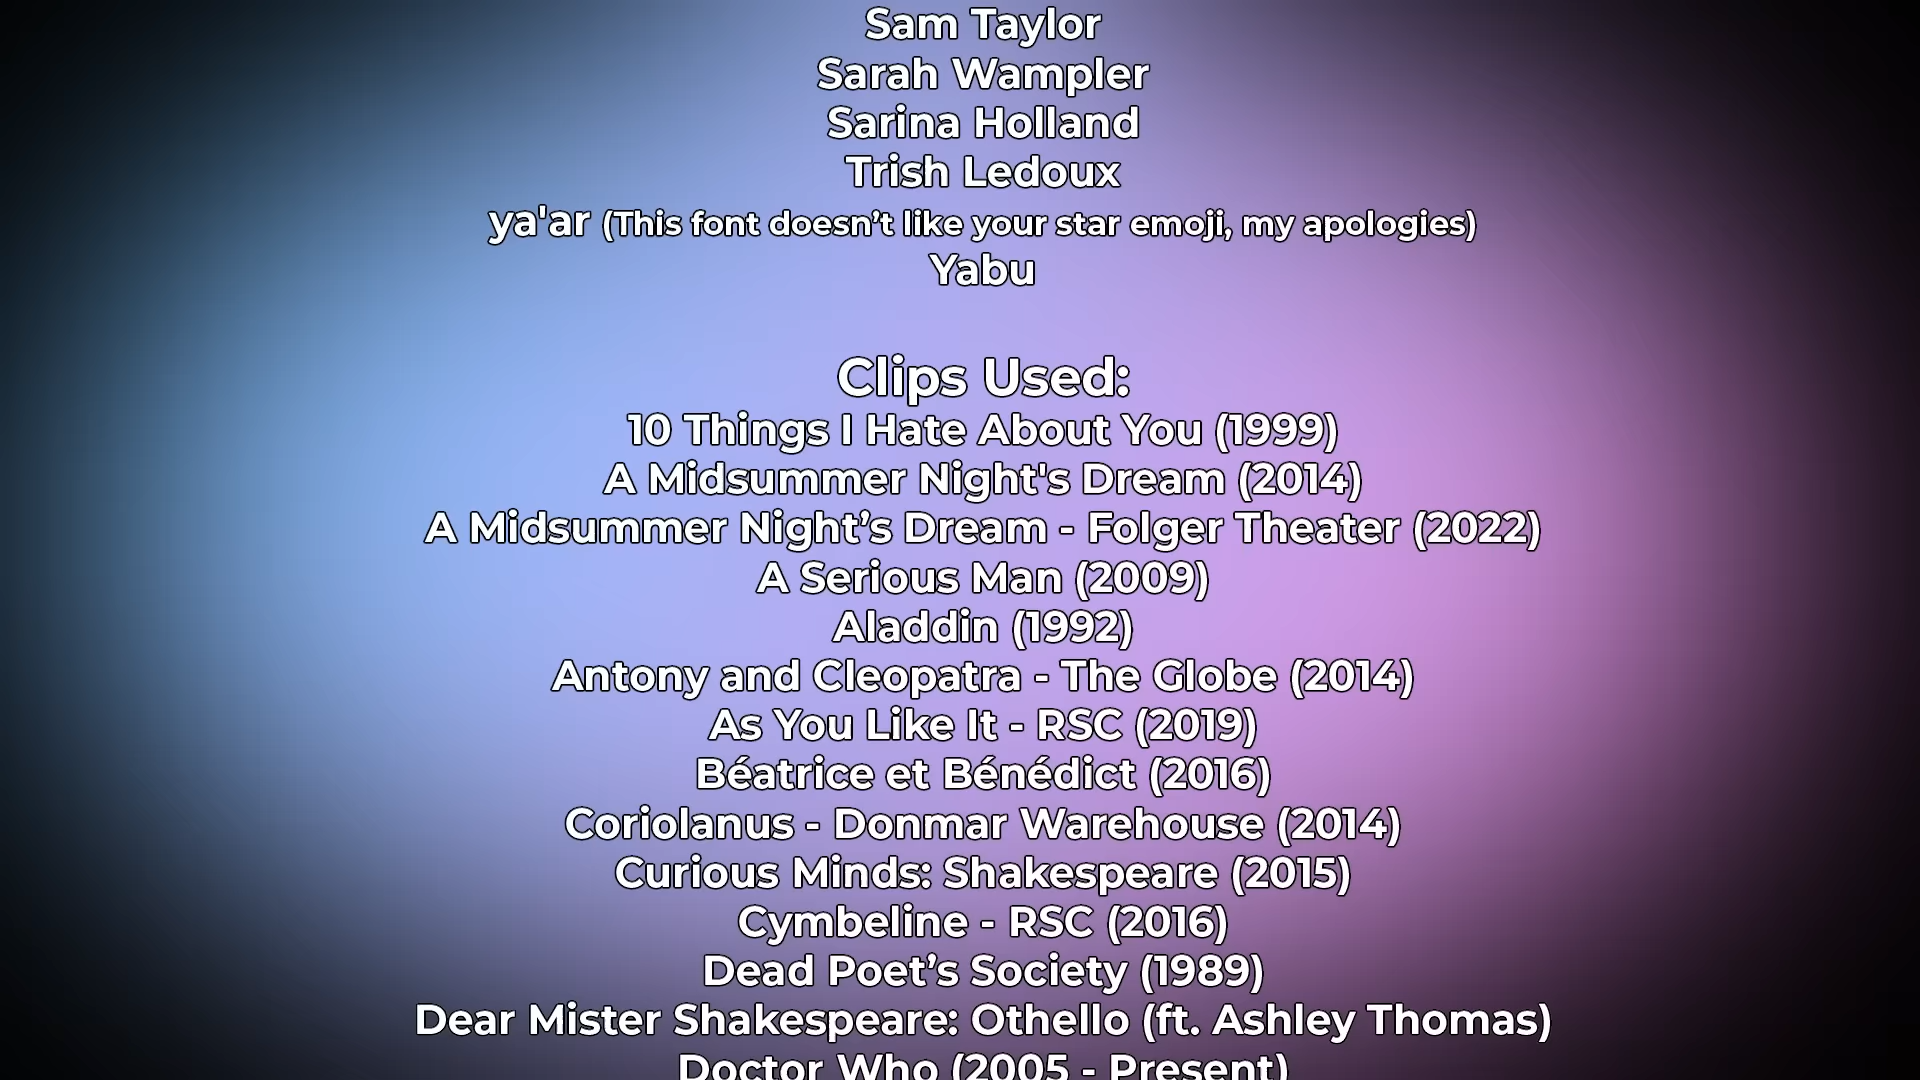 Sam Taylor
Sarah Wampler
Sarina Holland
Trish Ledoux
ya'ar (This font doesn’t like your star emoji, my apologies)
Yabu
Clips Used:
10 Things I Hate About You (1999)
A Midsummer Night's Dream (2014)
A Midsummer Night’s Dream - Folger Theater (2022)
A Serious Man (2009)
Aladdin (1992)
Antony and Cleopatra - The Globe (2014)
As You Like It - RSC (2019)
Béatrice et Bénédict (2016)
Coriolanus - Donmar Warehouse (2014)
Curious Minds: Shakespeare (2015)
Cymbeline - RSC (2016)
Dead Poet’s Society (1989)
Dear Mister Shakespeare: Othello (ft. Ashley Thomas)
Doctor Who (2005 - Present)